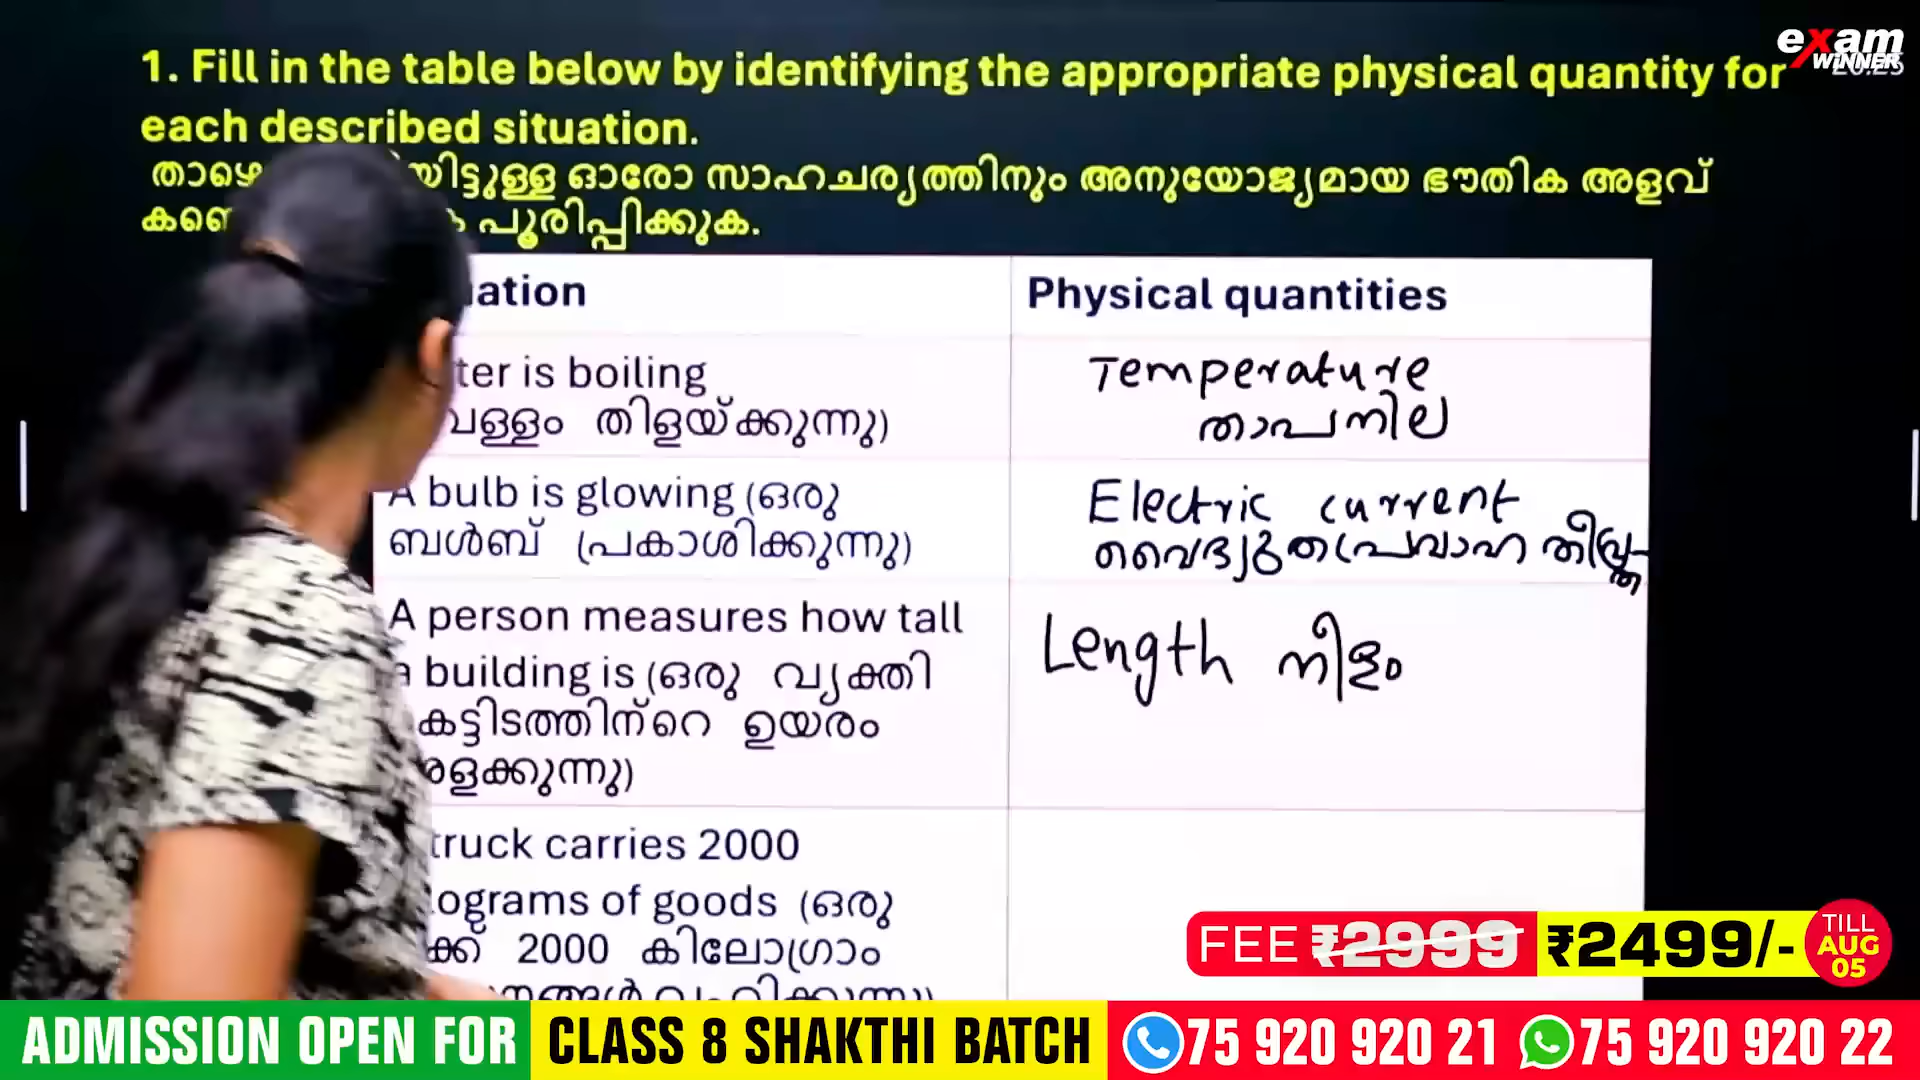 exam
WINNER
1. Fill in the table below by identifying the appropriate physical quantity for
each described situation.
ഓരോ സാഹചര്യത്തിനും അനുയോജ്യമായ ഭൗതിക അളവ്
പൂരിപ്പിക്കുക.
Physical quantities
is boiling
തിളയ്ക്കുന്നു)
Temperature
താപനില
A bulb is glowing (ഒരു
ബൾബ് പ്രകാശിക്കുന്നു)
Electric current
വൈദ്യുതപ്രവാഹ തീവ്രത
A person measures how tall
building is (ഒരു വ്യക്തി
കെട്ടിടത്തിന്റെ ഉയരം
Length നീളം
truck carries 2000
of goods (ഒരു
2000 കിലോഗ്രാം
FEE ₹2999 ₹2499/-
TILL
AUG
05
ADMISSION OPEN FOR CLASS 8 SHAKTHI BATCH 75 920 920 21 75 920 920 22